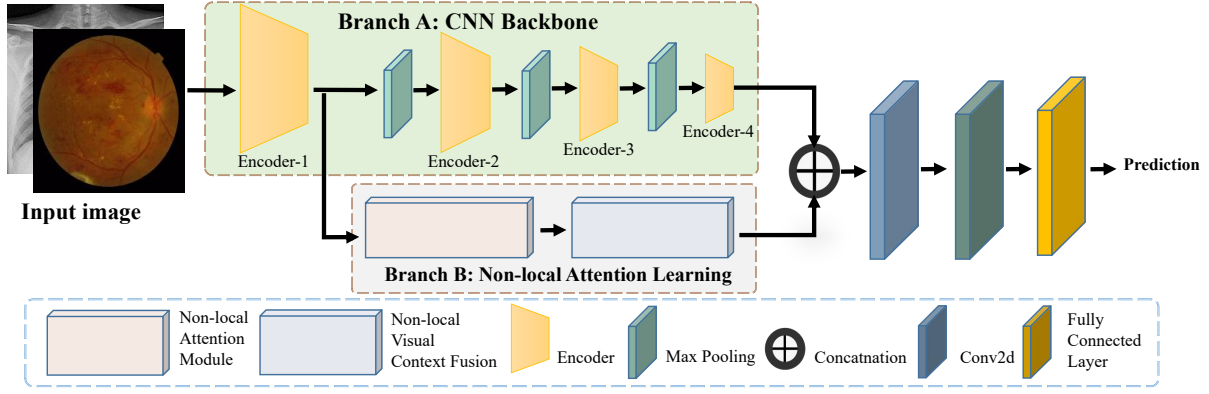 Branch A: CNN Backbone
Encoder-1
Encoder-2
Encoder-3
Encoder-4
Input image
Prediction
Branch B: Non-local Attention Learning
Non-local
Attention
Module
Non-local
Visual
Context Fusion
Encoder
Max Pooling
Concatnation
Conv2d
Fully
Connected
Layer